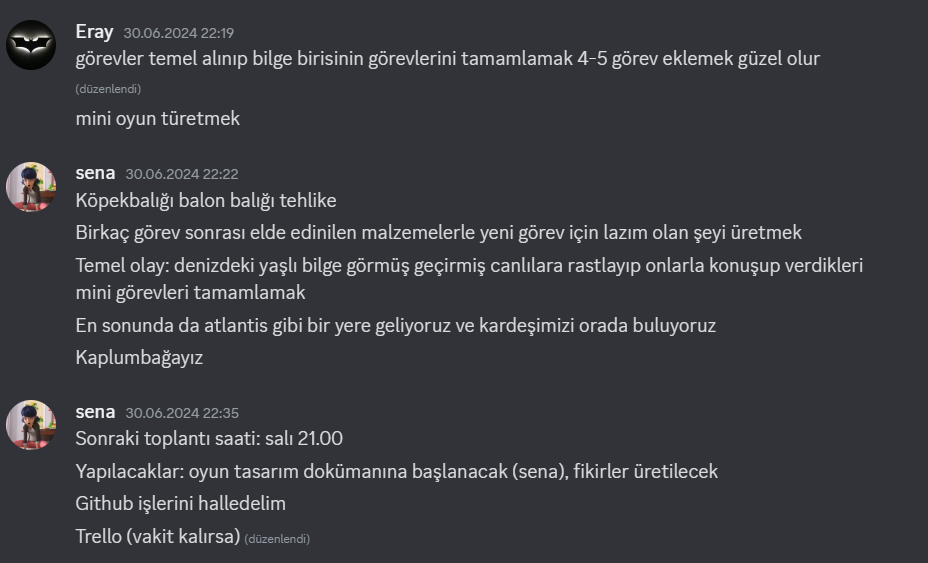 Eray 30.06.2024 22:19
görevler temel alınıp bilge birisinin görevlerini tamamlamak 4-5 görev eklemek güzel olur
(düzenlendi)
mini oyun türetmek
sena 30.06.2024 22:22
Köpekbalığı balon balığı tehlike
Birkaç görev sonrası elde edinilen malzemelerle yeni görev için lazım olan şeyi üretmek
Temel olay: denizdeki yaşlı bilge görmüş geçirmiş canlılara rastlayıp onlarla konuşup verdikleri
mini görevleri tamamlamak
En sonunda da atlantis gibi bir yere geliyoruz ve kardeşimizi orada buluyoruz
Kaplumbağayız
sena 30.06.2024 22:35
Sonraki toplantı saati: salı 21.00
Yapılacaklar: oyun tasarım dokümanına başlanacak (sena), fikirler üretilecek
Github işlerini halledelim
Trello (vakit kalırsa) (düzenlendi)